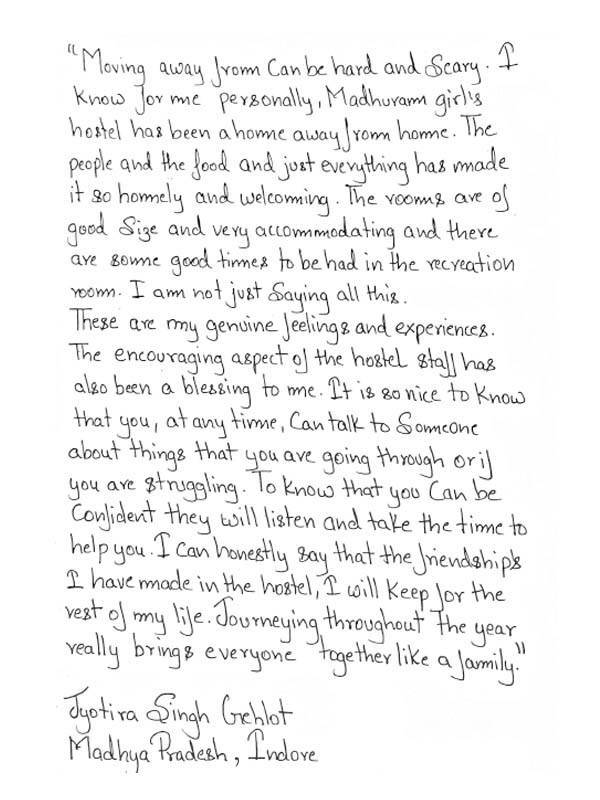 "Moving away from Can be hard and Scary. I
Know for me personally, Madhuram girl's
hostel has been a home away from home. The
people and the food and just everything has made
it so homely and welcoming. The rooms are of
good Size and very accommodating and there
are some good times to be had in the recreation
room. I am not just Saying all this.
These are my genuine feelings and experiences.
The encouraging aspect of the hostel staff has
also been a blessing to me. It is so nice to Know
that you, at any time, Can talk to Someone
about things that you are going through or if
you are struggling. To Know that you Can be
Confident they will listen and take the time to
help you. I Can honestly say that the friendships
I have made in the hostel, I will Keep for the
rest of my life. Journeying throughout the year
really brings everyone together like a family."
Jyotira Singh Gehlot
Madhya Pradesh, Indore